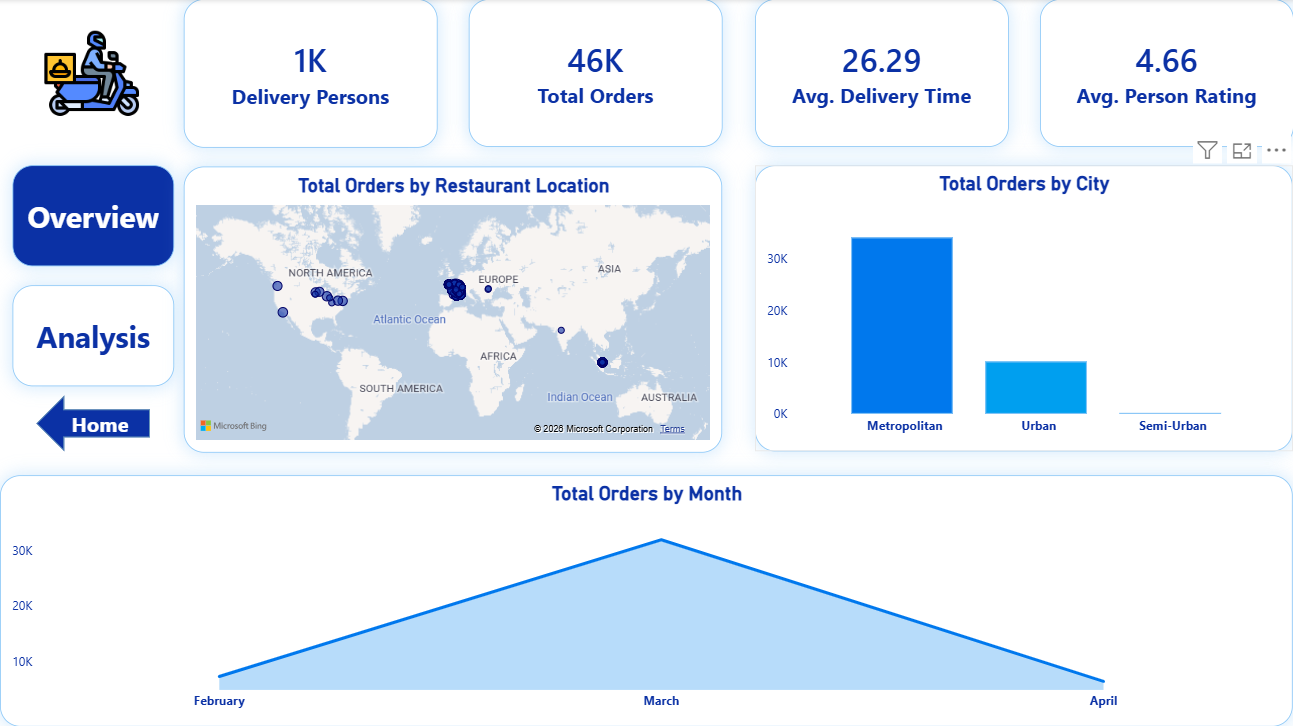 1K
Delivery Persons
46K
Total Orders
26.29
Avg. Delivery Time
4.66
Avg. Person Rating
Overview
Analysis
Home
Total Orders by Restaurant Location
NORTH AMERICA
EUROPE
ASIA
Atlantic Ocean
AFRICA
SOUTH AMERICA
Indian Ocean
AUSTRALIA
Microsoft Bing
© 2026 Microsoft Corporation Terms
Total Orders by City
30K
20K
10K
0K
Metropolitan
Urban
Semi-Urban
Total Orders by Month
30K
20K
10K
February
March
April